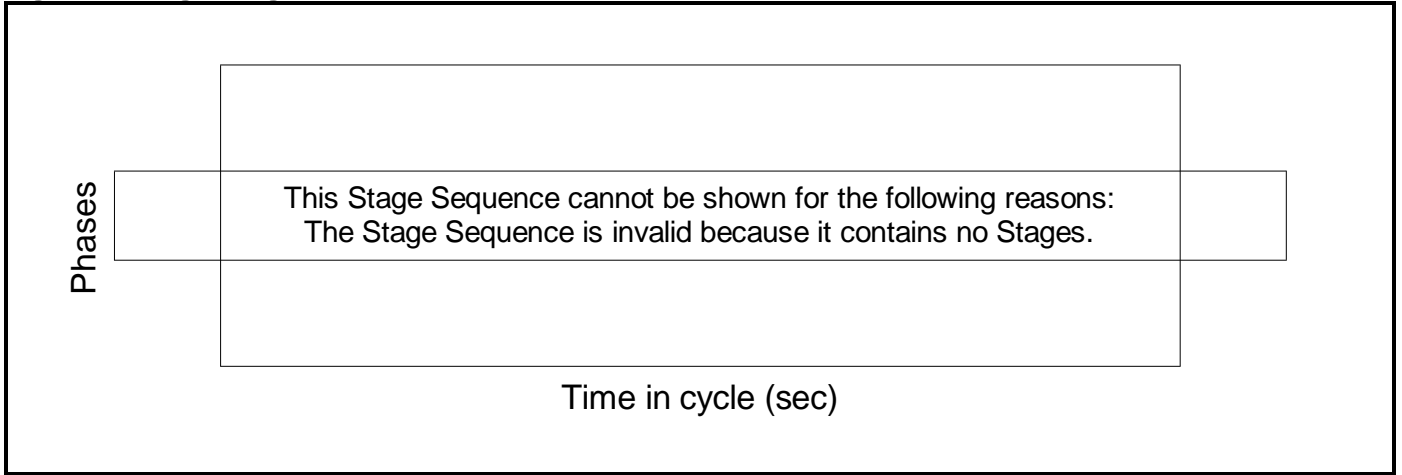 Phases
This Stage Sequence cannot be shown for the following reasons:
The Stage Sequence is invalid because it contains no Stages.
Time in cycle (sec)